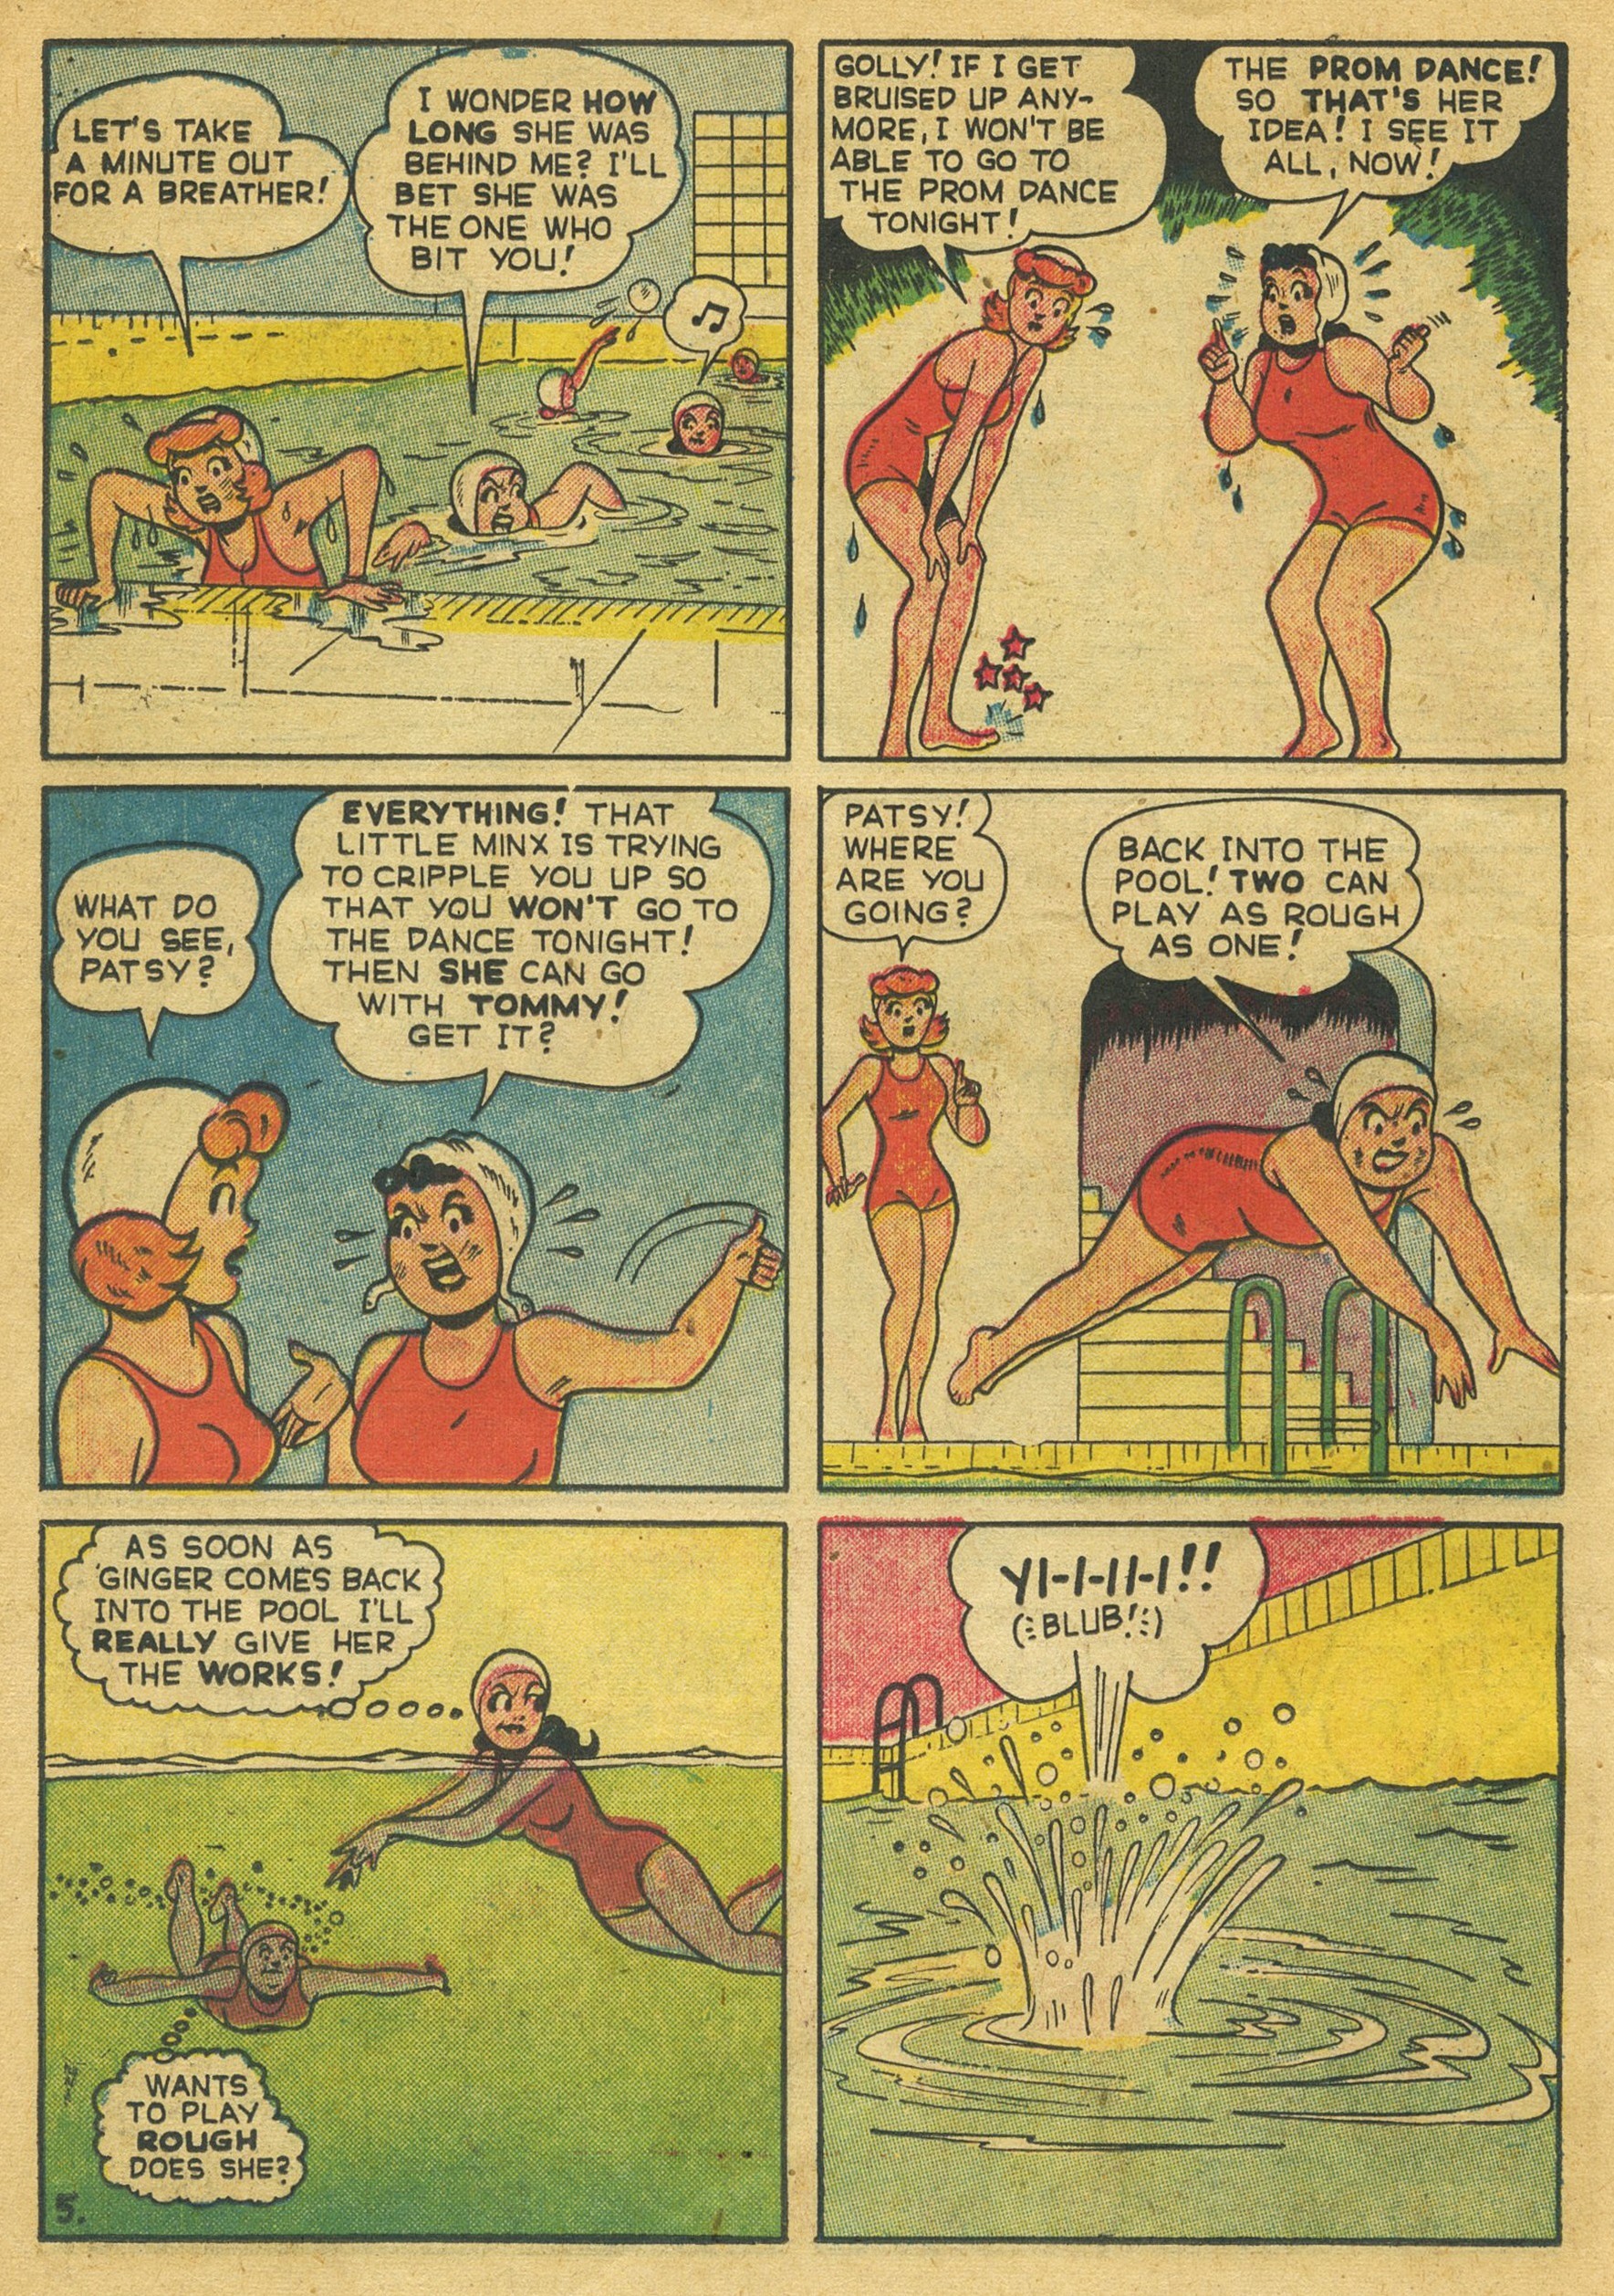 LET'S TAKE
A MINUTE OUT
FOR A BREATHER!
I WONDER HOW
LONG SHE WAS
BEHIND ME? I'LL
BET SHE WAS
THE ONE WHO
BIT YOU!
GOLLY! IF I GET
BRUISED UP ANY-
MORE, I WON'T BE
ABLE TO GO TO
THE PROM DANCE
TONIGHT!
THE PROM DANCE!
SO THAT'S HER
IDEA! I SEE IT
ALL, NOW!
WHAT DO
YOU SEE,
PATSY?
EVERYTHING! THAT
LITTLE MINX IS TRYING
TO CRIPPLE YOU UP SO
THAT YOU WON'T GO TO
THE DANCE TONIGHT!
THEN SHE CAN GO
WITH TOMMY!
GET IT?
PATSY!
WHERE
ARE YOU
GOING?
BACK INTO THE
POOL! TWO CAN
PLAY AS ROUGH
AS ONE!
AS SOON AS
'GINGER COMES BACK
INTO THE POOL I'LL
REALLY GIVE HER
THE WORKS!
WANTS
TO PLAY
ROUGH
DOES SHE?
5.
YI-I-II-I!!
(BLUB!)